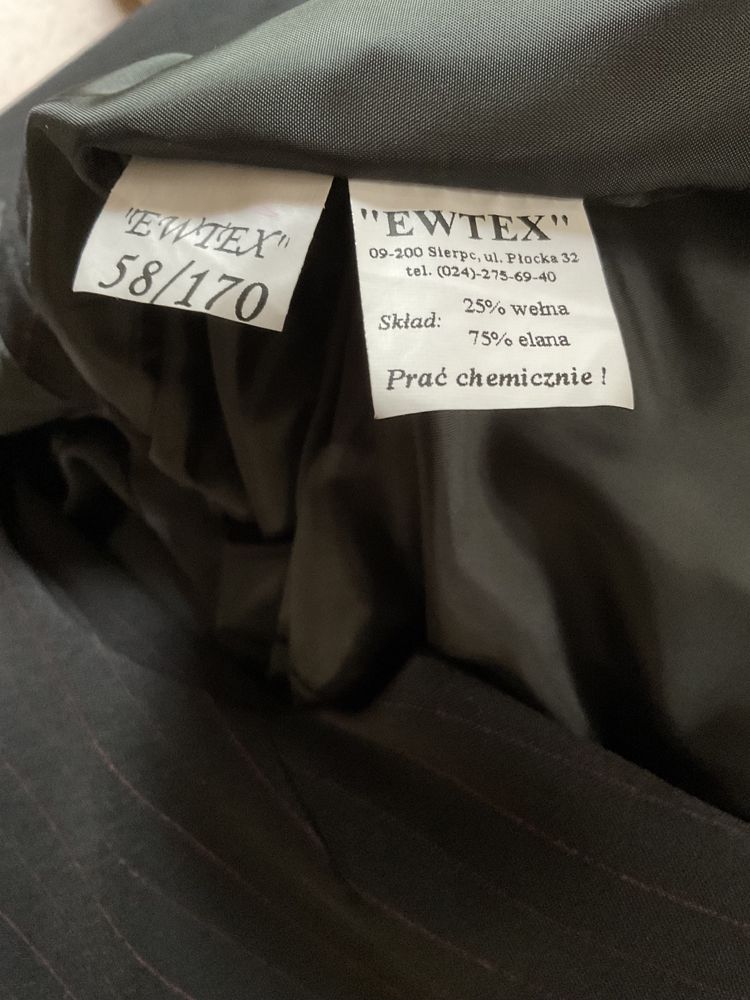 "EWTEX"
58/170
"EWTEX"
09-200 Sierpc, ul. Płocka 32
tel. (024)-275-69-40
Skład: 25% wełna
75% elana
Prać chemicznie !